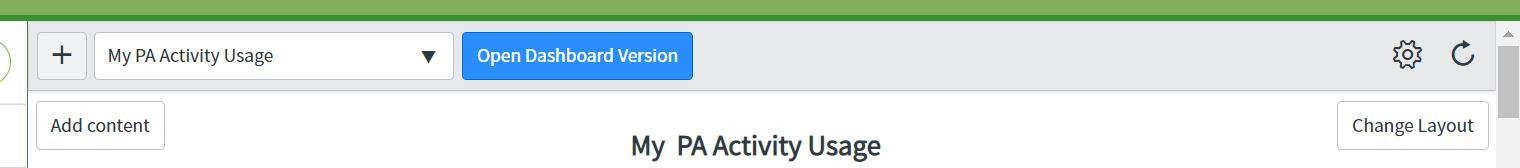 My PA Activity Usage
Open Dashboard Version
Add content
Change Layout
My PA Activity Usage